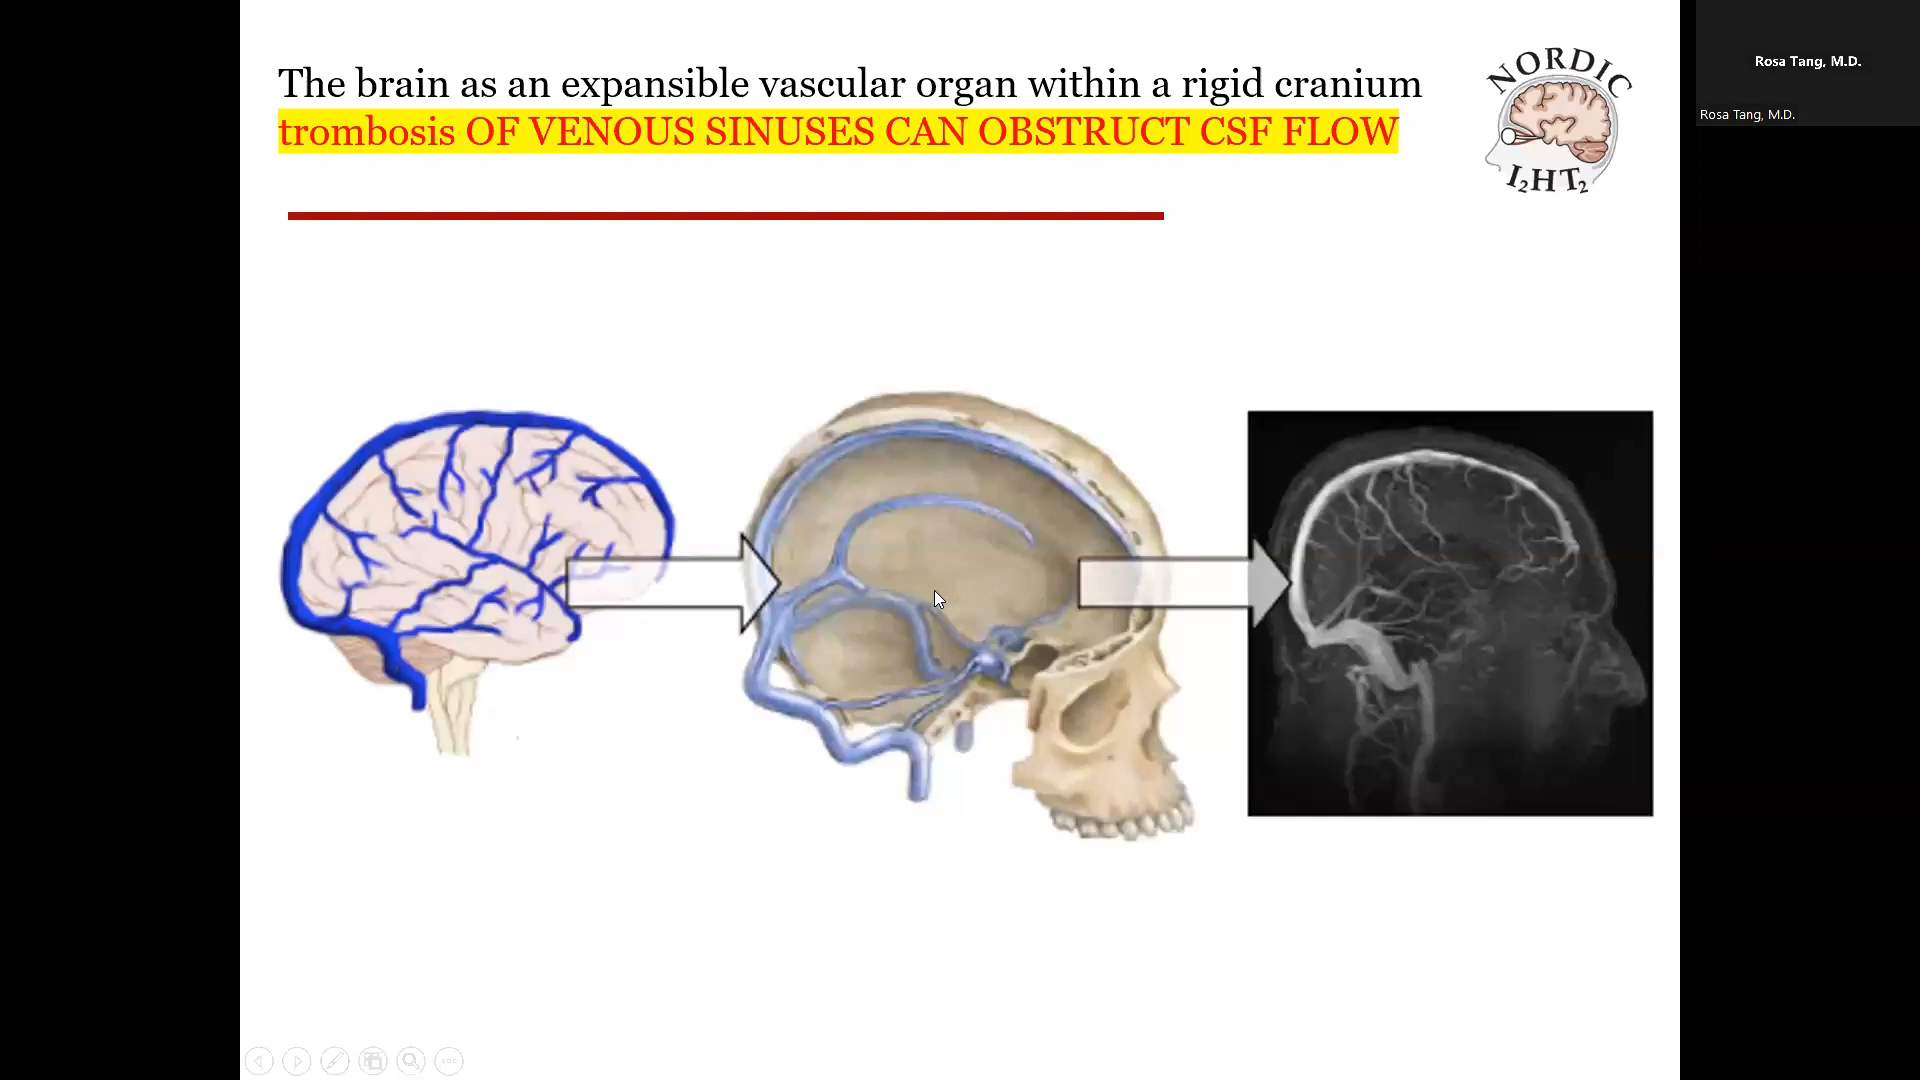 The brain as an expansible vascular organ within a rigid cranium
trombosis OF VENOUS SINUSES CAN OBSTRUCT CSF FLOW
NORDIC
I₂HT₂
Rosa Tang, M.D.
Rosa Tang, M.D.